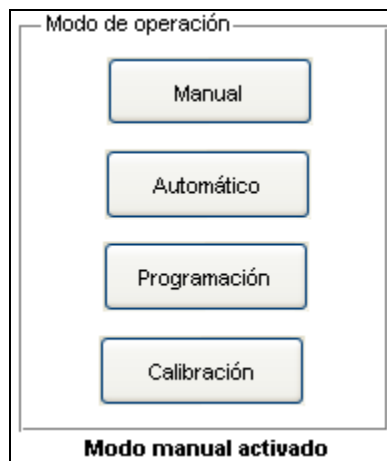 Modo de operación
Manual
Automático
Programación
Calibración
Modo manual activado